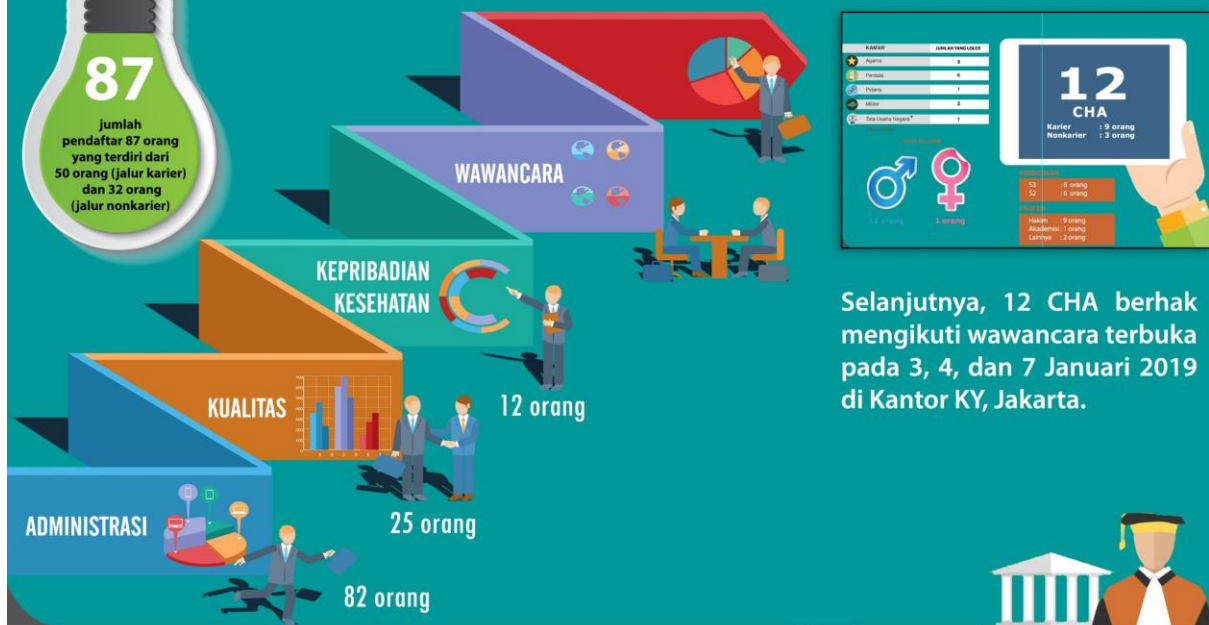 87
jumlah
pendaftar 87 orang
yang terdiri dari
50 orang (jalur karier)
dan 32 orang
(jalur nonkarier)
WAWANCARA
KEPRIBADIAN
KESEHATAN
KUALITAS
ADMINISTRASI
12 orang
25 orang
82 orang
KAMAR JUMLAH YANG LOLOS
Agama 3
Perdata 5
Pidana 1
Militer 2
Tata Usaha Negara* 1
11 orang
1 orang
12
CHA
Karier : 9 orang
Nonkarier : 3 orang
PENDIDIKAN
S3 : 6 orang
S2 : 6 orang
PROFESI
Hakim : 9 orang
Akademisi : 1 orang
Lainnya : 2 orang
Selanjutnya, 12 CHA berhak
mengikuti wawancara terbuka
pada 3, 4, dan 7 Januari 2019
di Kantor KY, Jakarta.